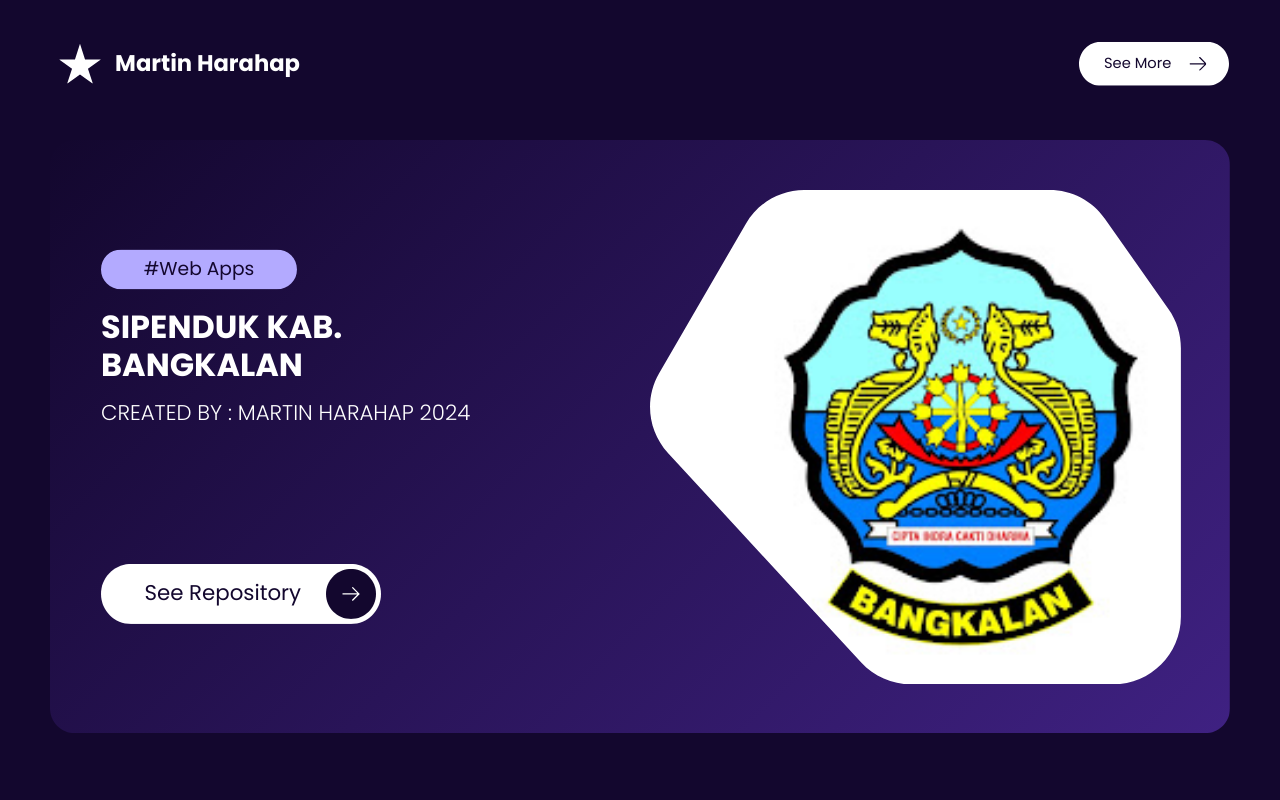 Martin Harahap
See More
#Web Apps
SIPENDUK KAB.
BANGKALAN
CREATED BY : MARTIN HARAHAP 2024
See Repository
CIPTA INDRA CAKTI DHARMA
BANGKALAN